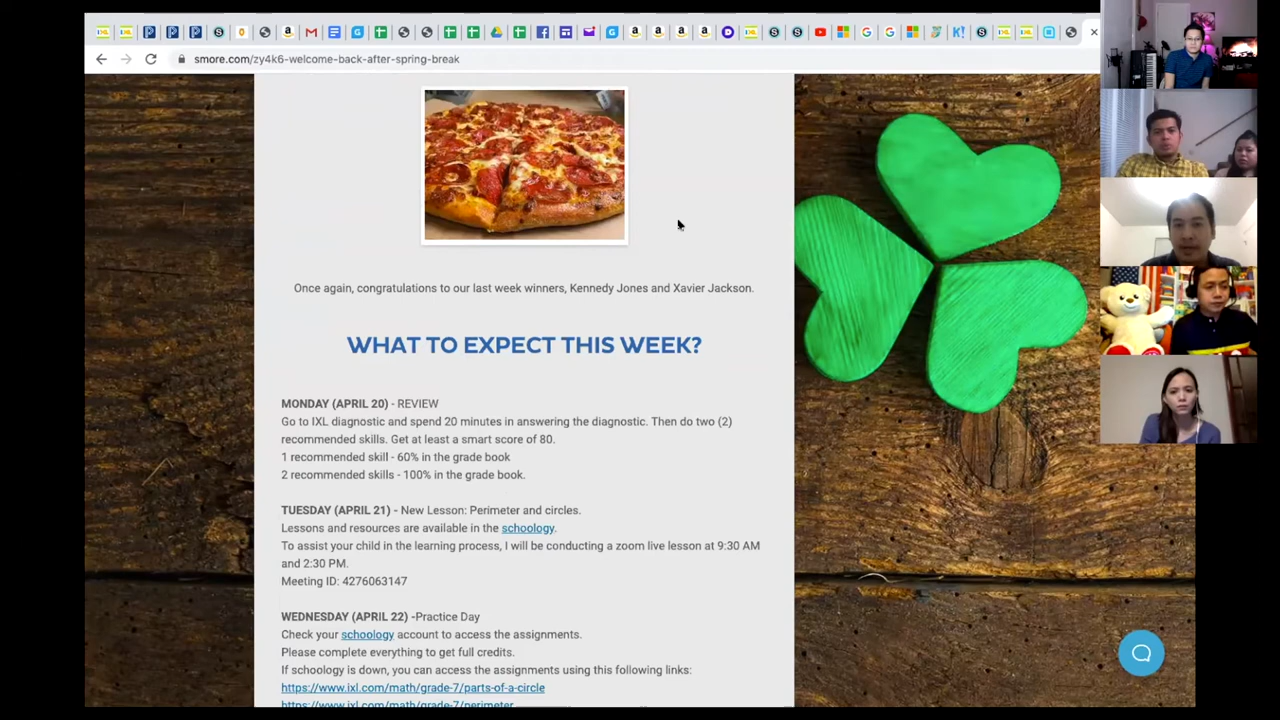 smore.com/zy4k6-welcome-back-after-spring-break
Once again, congratulations to our last week winners, Kennedy Jones and Xavier Jackson.
WHAT TO EXPECT THIS WEEK?
MONDAY (APRIL 20) - REVIEW
Go to IXL diagnostic and spend 20 minutes in answering the diagnostic. Then do two (2)
recommended skills. Get at least a smart score of 80.
1 recommended skill - 60% in the grade book
2 recommended skills - 100% in the grade book.
TUESDAY (APRIL 21) - New Lesson: Perimeter and circles.
Lessons and resources are available in the schoology.
To assist your child in the learning process, I will be conducting a zoom live lesson at 9:30 AM
and 2:30 PM.
Meeting ID: 4276063147
WEDNESDAY (APRIL 22) -Practice Day
Check your schoology account to access the assignments.
Please complete everything to get full credits.
If schoology is down, you can access the assignments using this following links:
https://www.ixl.com/math/grade-7/parts-of-a-circle
https://www.ixl.com/math/grade-7/perimeter